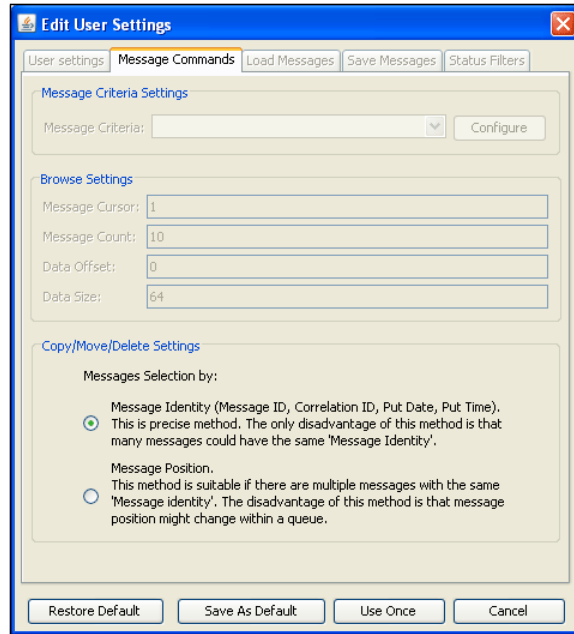 Edit User Settings
User settings
Message Commands
Load Messages
Save Messages
Status Filters
Message Criteria Settings
Message Criteria:
Configure
Browse Settings
Message Cursor: 1
Message Count: 10
Data Offset: 0
Data Size: 64
Copy/Move/Delete Settings
Messages Selection by:
Message Identity (Message ID, Correlation ID, Put Date, Put Time).
This is precise method. The only disadvantage of this method is that
many messages could have the same 'Message Identity'.
Message Position.
This method is suitable if there are multiple messages with the same
'Message identity'. The disadvantage of this method is that message
position might change within a queue.
Restore Default
Save As Default
Use Once
Cancel